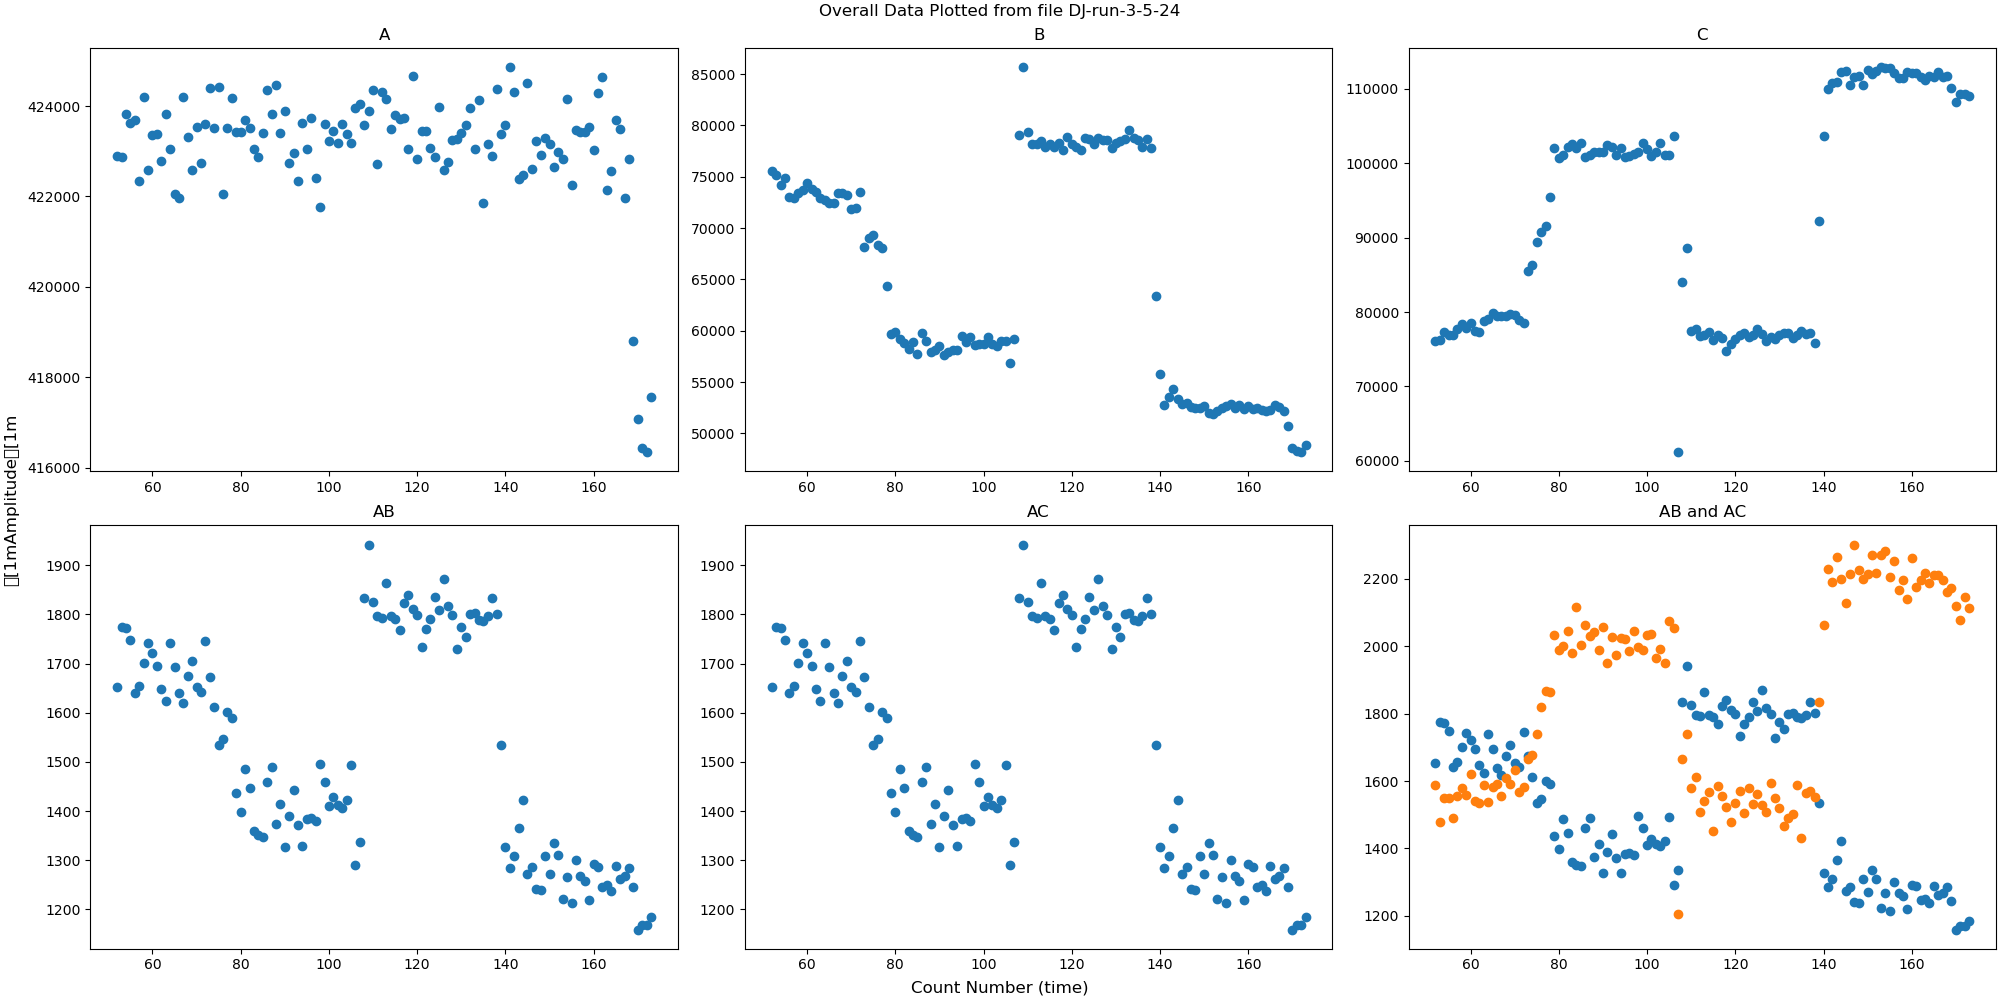 Overall Data Plotted from file DJ-run-3-5-24
A
B
C
424000
422000
420000
418000
416000
60 80 100 120 140 160
85000
80000
75000
70000
65000
60000
55000
50000
60 80 100 120 140 160
110000
100000
90000
80000
70000
60000
60 80 100 120 140 160
[1mAmplitude[1m
AB
AC
AB and AC
1900
1800
1700
1600
1500
1400
1300
1200
60 80 100 120 140 160
1900
1800
1700
1600
1500
1400
1300
1200
60 80 100 120 140 160
2200
2000
1800
1600
1400
1200
60 80 100 120 140 160
Count Number (time)